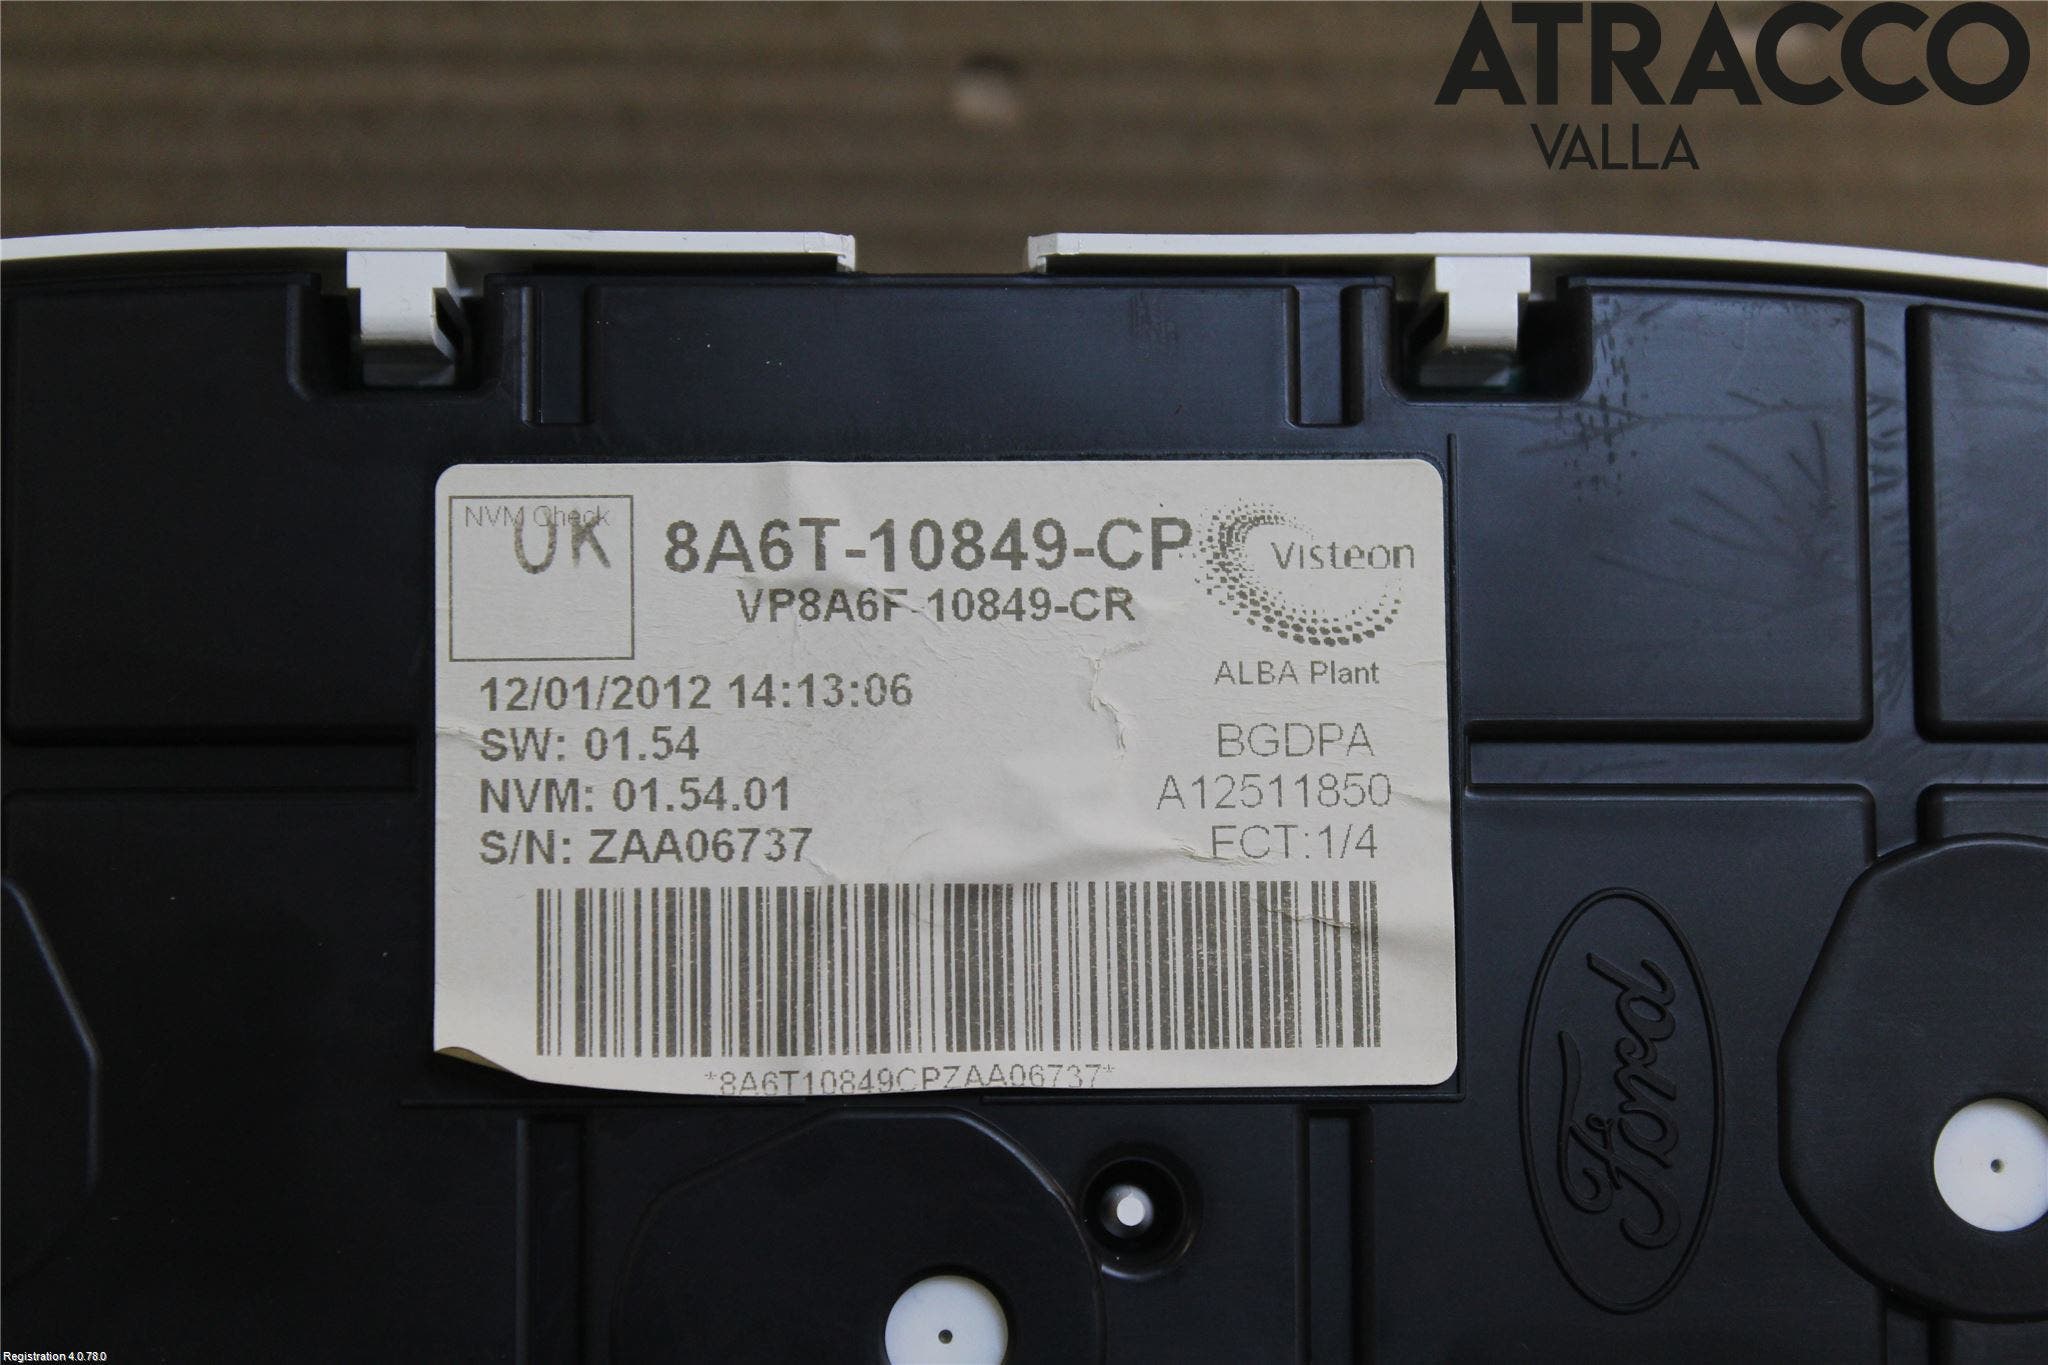 ATRACCO
VALLA
NVM Check
OK
8A6T-10849-CP
VP8A6F-10849-CR
Visteon
ALBA Plant
12/01/2012 14:13:06
SW: 01.54
NVM: 01.54.01
S/N: ZAA06737
BGDPA
A12511850
FCT:1/4
*8A6T10849CPZAA06737*
Ford
Registration 4.0.78.0